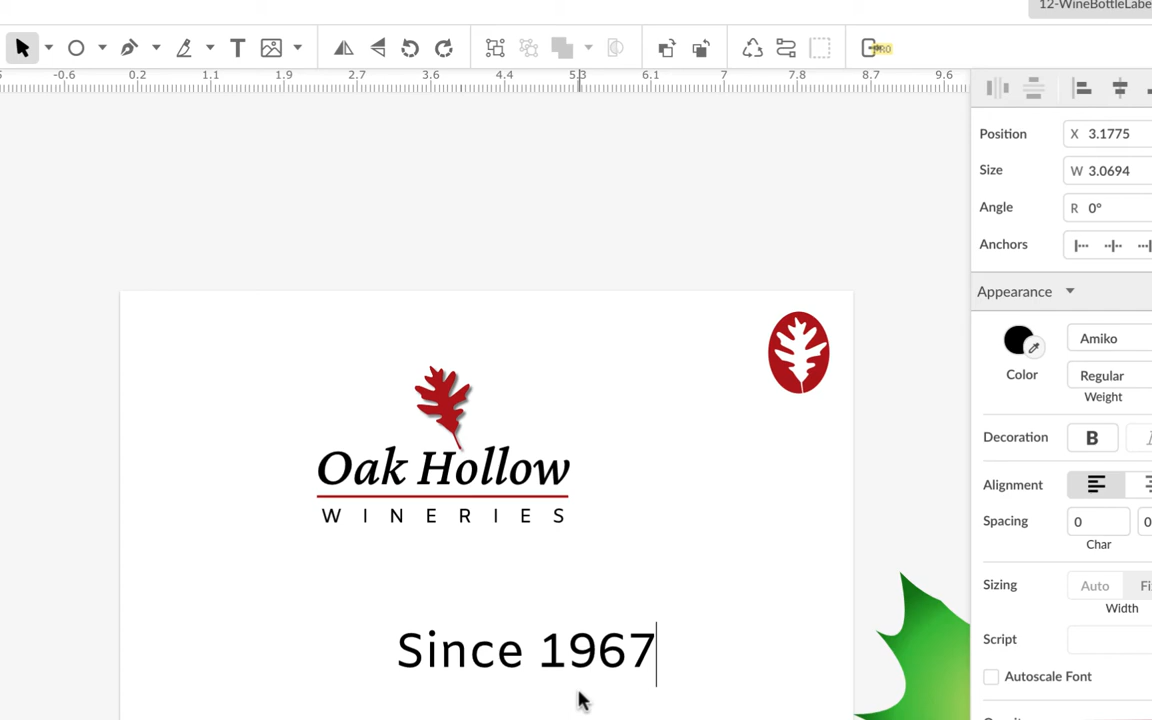 12-WineBottleLabe
T
-0.6 0.2 1.1 1.9 2.7 3.6 4.4 5.3 6.1 7 7.8 8.7 9.6
Position X 3.1775
Size W 3.0694
Angle R 0°
Anchors
Appearance
Amiko
Regular
Color
Weight
Decoration B I
Alignment
Spacing 0 0
Char
Sizing Auto Fi
Width
Script
Autoscale Font
Oak Hollow
WINERIES
Since 1967